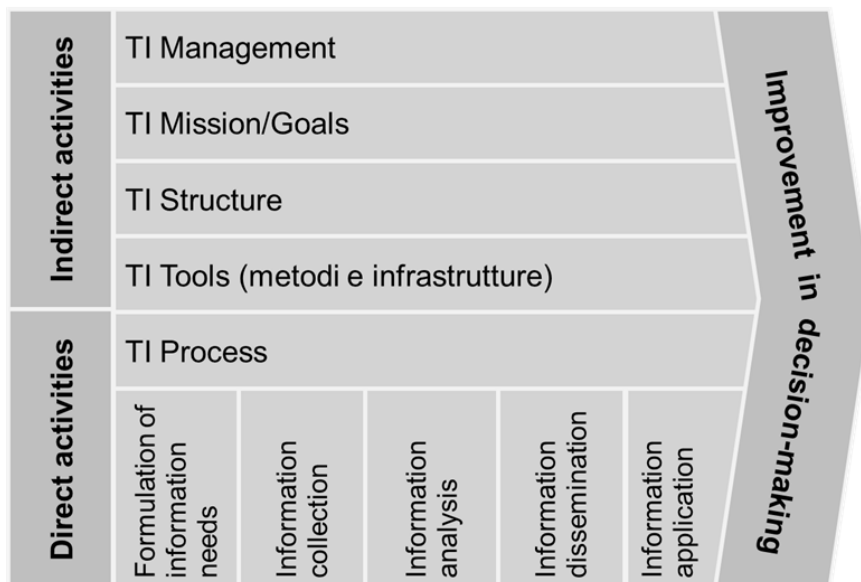 Indirect activities
TI Management
TI Mission/Goals
TI Structure
TI Tools (metodi e infrastrutture)
Direct activities
TI Process
Formulation of
information
needs
Information
collection
Information
analysis
Information
dissemination
Information
application
Improvement in decision-making